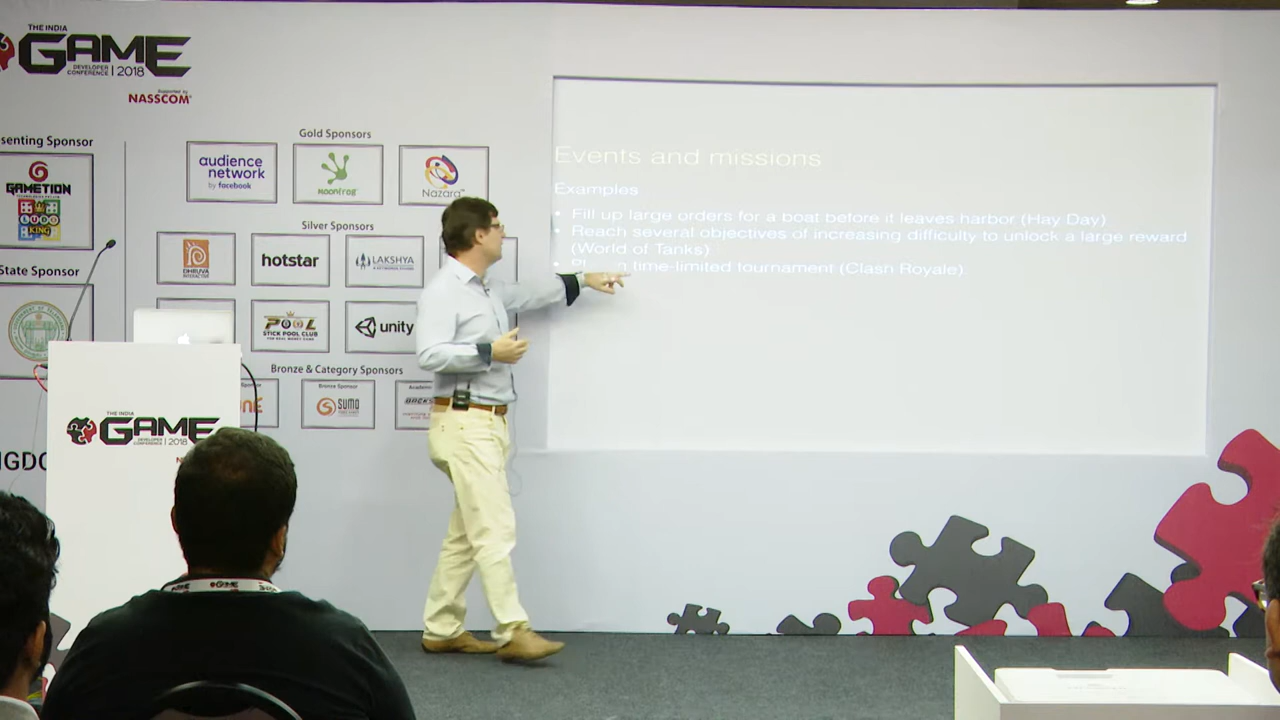 THE INDIA
GAME
DEVELOPER
CONFERENCE | 2018
Supported by
NASSCOM
senting Sponsor
GAMETION
LUDO
KING
State Sponsor
Gold Sponsors
audience
network
by facebook
moonfrog
Nazara
Silver Sponsors
DHRUVA
INTERACTIVE
hotstar
LAKSHYA
POOL
STICK POOL CLUB
unity
Bronze & Category Sponsors
Bronze Sponsor
SUMO
Academic
Events and missions
Examples
• Fill up large orders for a boat before it leaves harbor (Hay Day)
• Reach several objectives of increasing difficulty to unlock a large reward
(World of Tanks)
time-limited tournament (Clash Royale)
THE INDIA
GAME
DEVELOPER
CONFERENCE | 2018
GAME